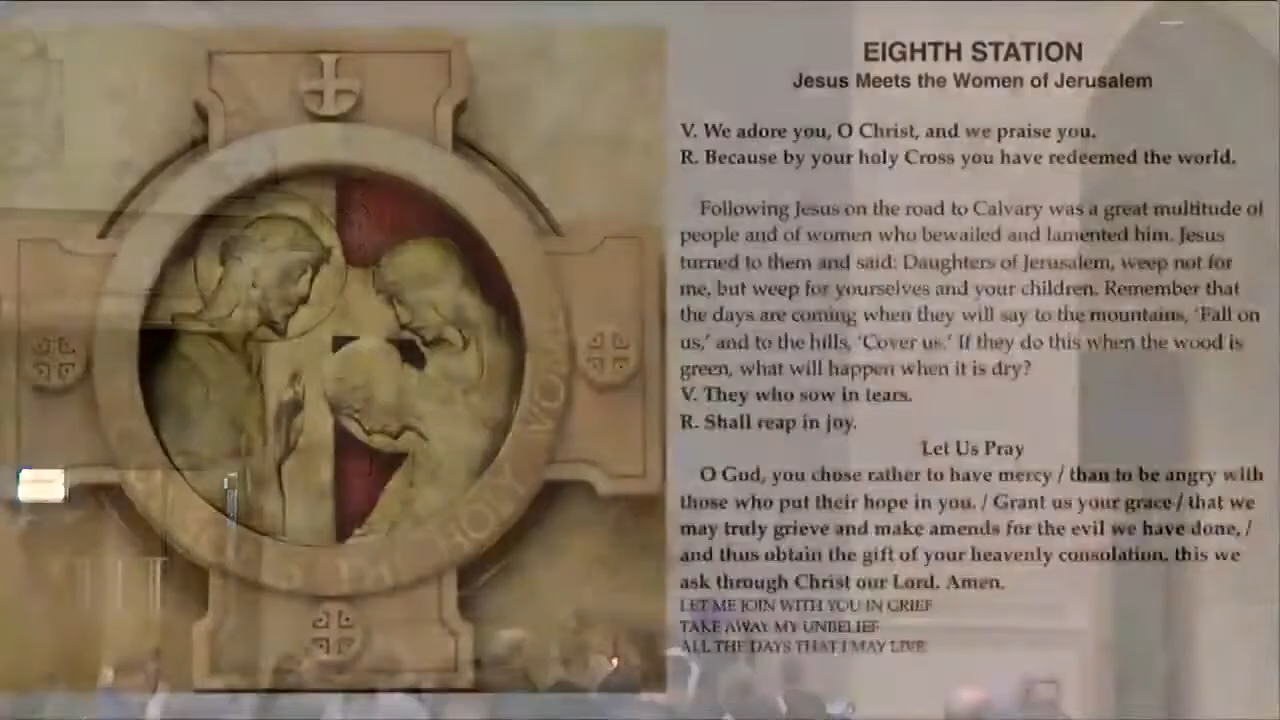 EIGHTH STATION
Jesus Meets the Women of Jerusalem
V. We adore you, O Christ, and we praise you.
R. Because by your holy Cross you have redeemed the world.
Following Jesus on the road to Calvary was a great multitude of
people and of women who bewailed and lamented him. Jesus
turned to them and said: Daughters of Jerusalem, weep not for
me, but weep for yourselves and your children. Remember that
the days are coming when they will say to the mountains, 'Fall on
us,' and to the hills, 'Cover us.' If they do this when the wood is
green, what will happen when it is dry?
V. They who sow in tears.
R. Shall reap in joy.
Let Us Pray
O God, you chose rather to have mercy / than to be angry with
those who put their hope in you. / Grant us your grace / that we
may truly grieve and make amends for the evil we have done, /
and thus obtain the gift of your heavenly consolation. this we
ask through Christ our Lord. Amen.
LET ME JOIN WITH YOU IN GRIEF
TAKE AWAY MY UNBELIEF
ALL THE DAYS THAT I MAY LIVE
HOLY